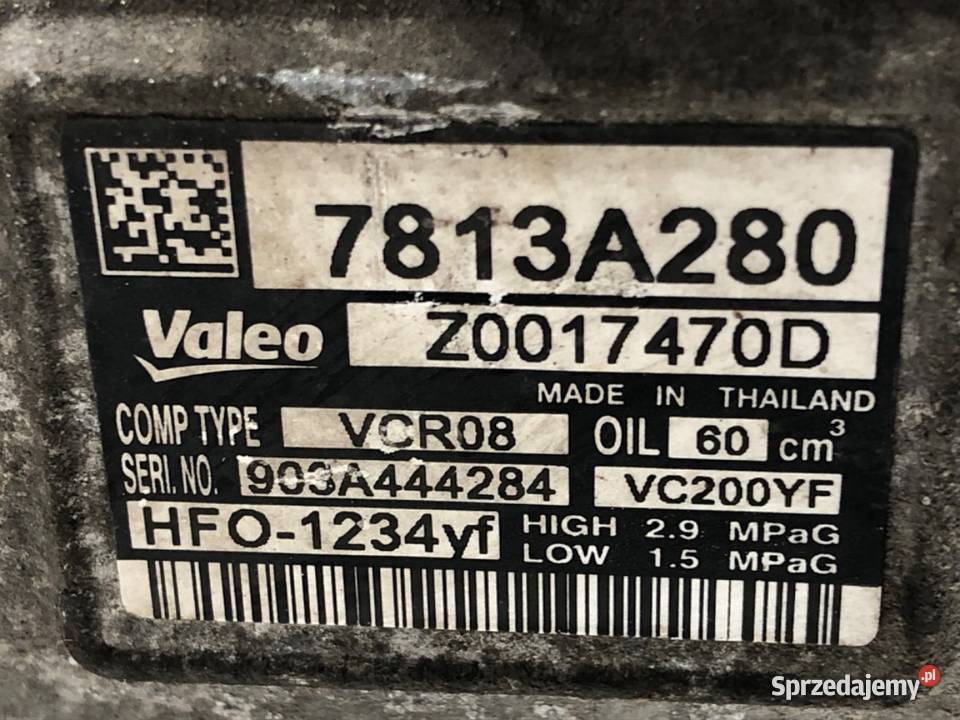 7813A280
Valeo Z0017470D
MADE IN THAILAND
COMP TYPE VCR08 OIL 60 cm³
SERI. NO. 903A444284 VC200YF
HFO-1234yf HIGH 2.9 MPaG
LOW 1.5 MPaG
Sprzedajemy.pl